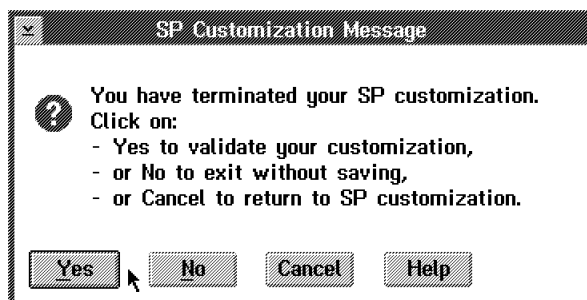 SP Customization Message
You have terminated your SP customization.
Click on:
- Yes to validate your customization,
- or No to exit without saving,
- or Cancel to return to SP customization.
Yes No Cancel Help